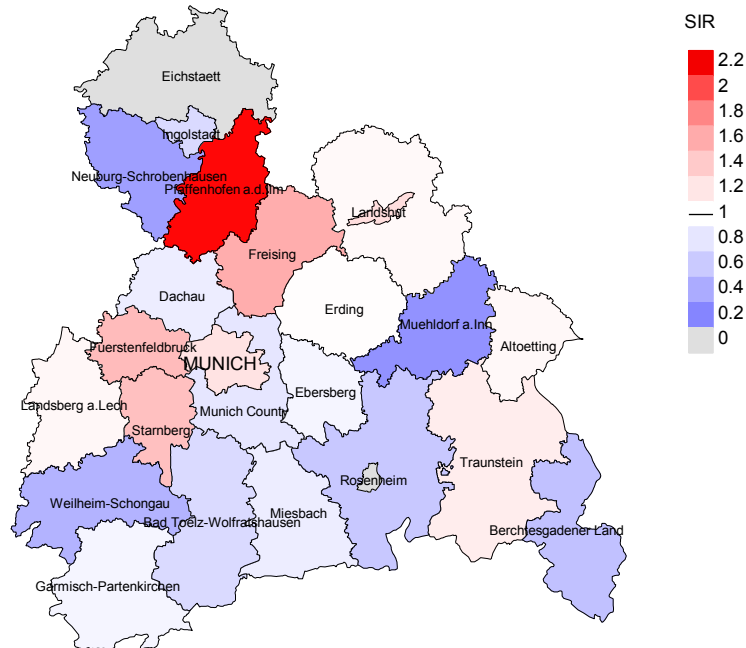 SIR
2.2
2
1.8
1.6
1.4
1.2
1
0.8
0.6
0.4
0.2
0
Eichstaett
Ingolstadt
Neuburg-Schrobenhausen
Pfaffenhofen a.d. Ilm
Landshut
Freising
Dachau
Erding
Muehldorf a.Inn
Altoetting
Fuerstenfeldbruck
MUNICH
Ebersberg
Landsberg a.Lech
Munich County
Starnberg
Traunstein
Rosenheim
Weilheim-Schongau
Miesbach
Bad Toelz-Wolfratshausen
Berchtesgadener Land
Garmisch-Partenkirchen